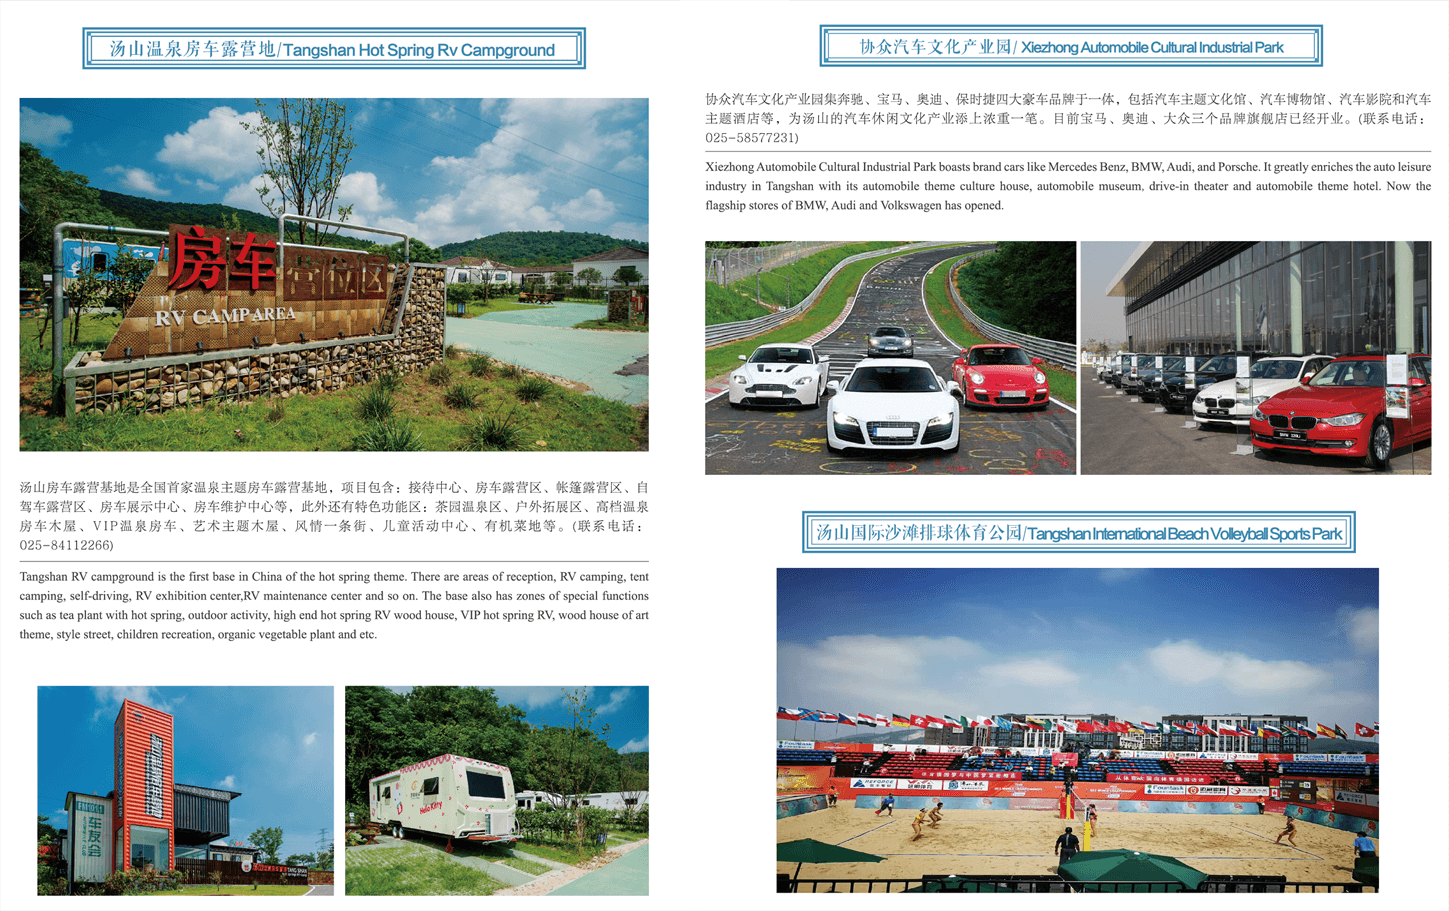 汤山温泉房车露营地/Tangshan Hot Spring Rv Campground
房车
营位区
RV CAMP AREA
汤山房车露营基地是全国首家温泉主题房车露营基地，项目包含：接待中心、房车露营区、帐篷露营区、自
驾车露营区、房车展示中心、房车维护中心等，此外还有特色功能区：茶园温泉区、户外拓展区、高档温泉
房车木屋、VIP温泉房车、艺术主题木屋、风情一条街、儿童活动中心、有机菜地等。(联系电话：
025-84112266)
Tangshan RV campground is the first base in China of the hot spring theme. There are areas of reception, RV camping, tent
camping, self-driving, RV exhibition center,RV maintenance center and so on. The base also has zones of special functions
such as tea plant with hot spring, outdoor activity, high end hot spring RV wood house, VIP hot spring RV, wood house of art
theme, style street, children recreation, organic vegetable plant and etc.
车友会
TANG SHAN
Hello Kitty
协众汽车文化产业园/ Xiezhong Automobile Cultural Industrial Park
协众汽车文化产业园集奔驰、宝马、奥迪、保时捷四大豪车品牌于一体，包括汽车主题文化馆、汽车博物馆、汽车影院和汽车
主题酒店等，为汤山的汽车休闲文化产业添上浓重一笔。目前宝马、奥迪、大众三个品牌旗舰店已经开业。(联系电话：
025-58577231)
Xiezhong Automobile Cultural Industrial Park boasts brand cars like Mercedes Benz, BMW, Audi, and Porsche. It greatly enriches the auto leisure
industry in Tangshan with its automobile theme culture house, automobile museum, drive-in theater and automobile theme hotel. Now the
flagship stores of BMW, Audi and Volkswagen has opened.
汤山国际沙滩排球体育公园/Tangshan International Beach Volleyball Sports Park